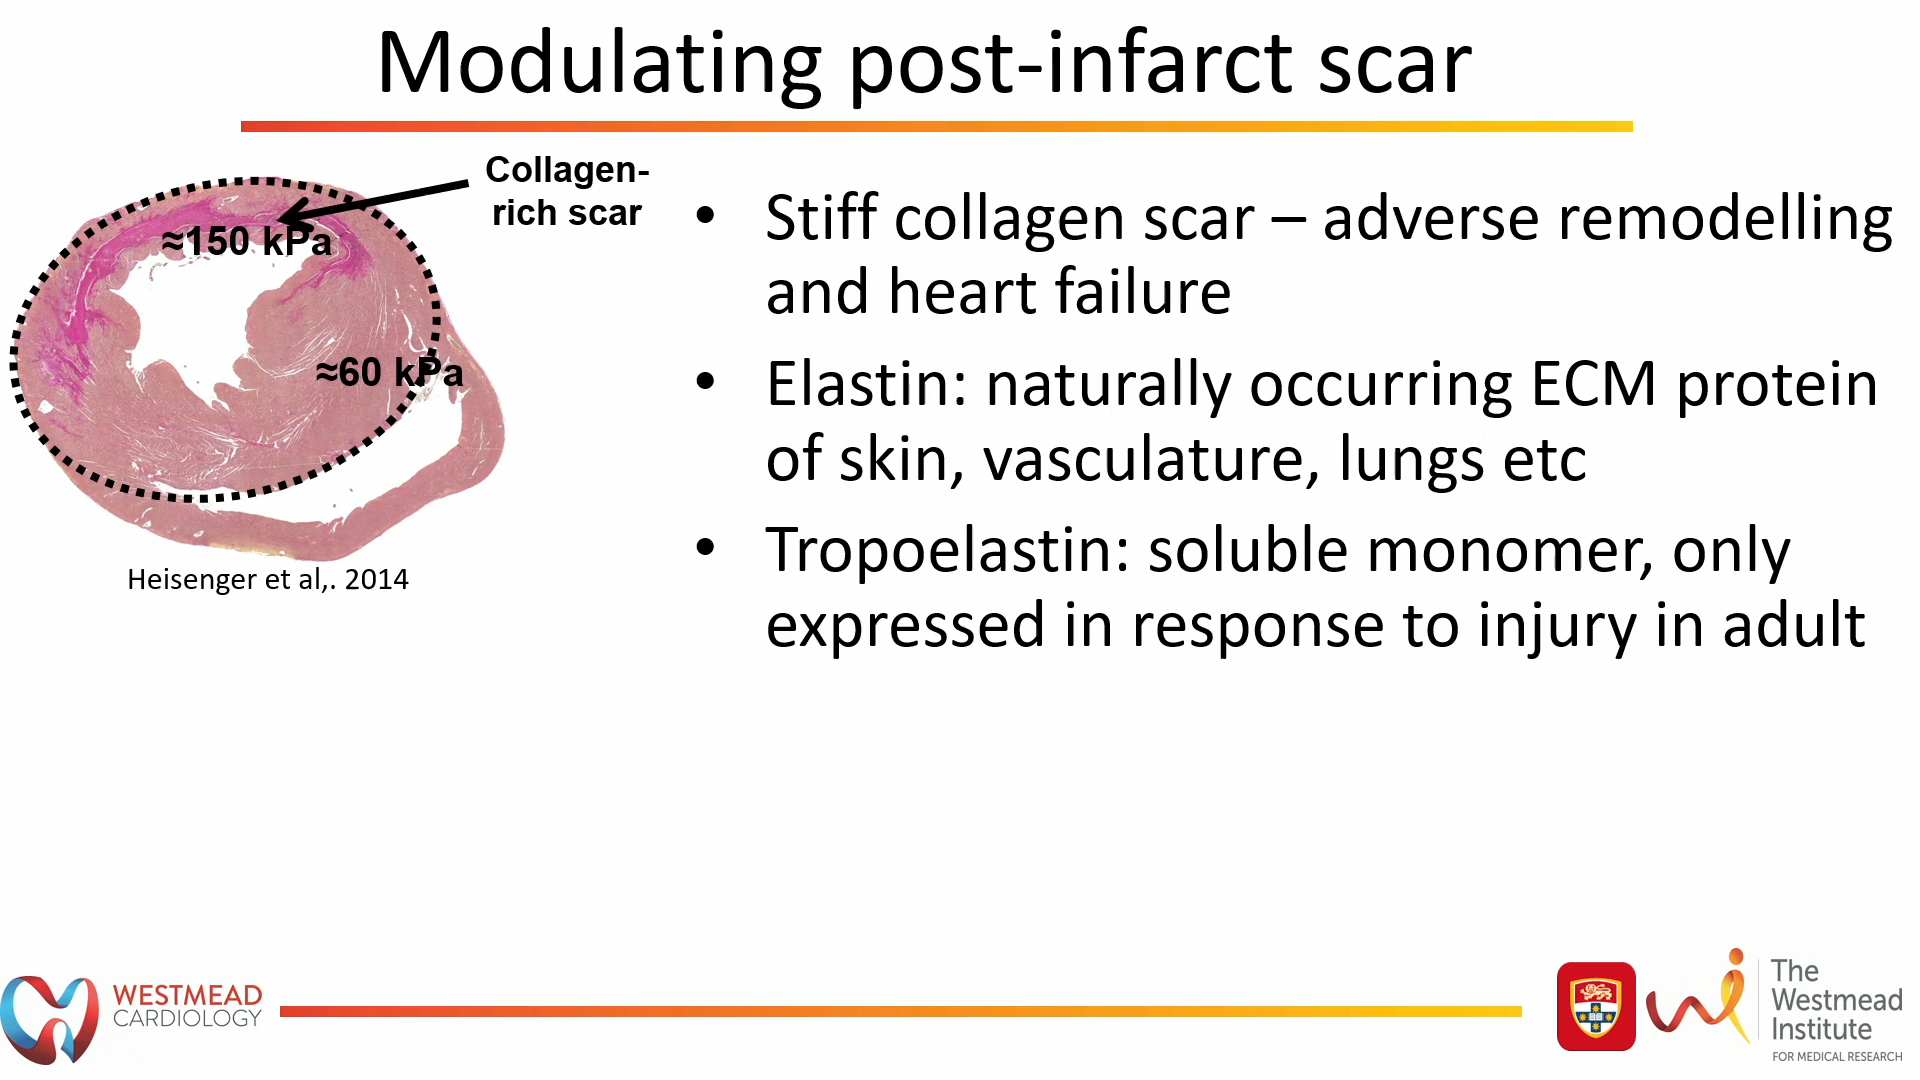 Modulating post-infarct scar
Collagen-
rich scar
≈150 kPa
≈60 kPa
Heisenger et al,. 2014
• Stiff collagen scar – adverse remodelling
and heart failure
• Elastin: naturally occurring ECM protein
of skin, vasculature, lungs etc
• Tropoelastin: soluble monomer, only
expressed in response to injury in adult
WESTMEAD
CARDIOLOGY
The
Westmead
Institute
FOR MEDICAL RESEARCH